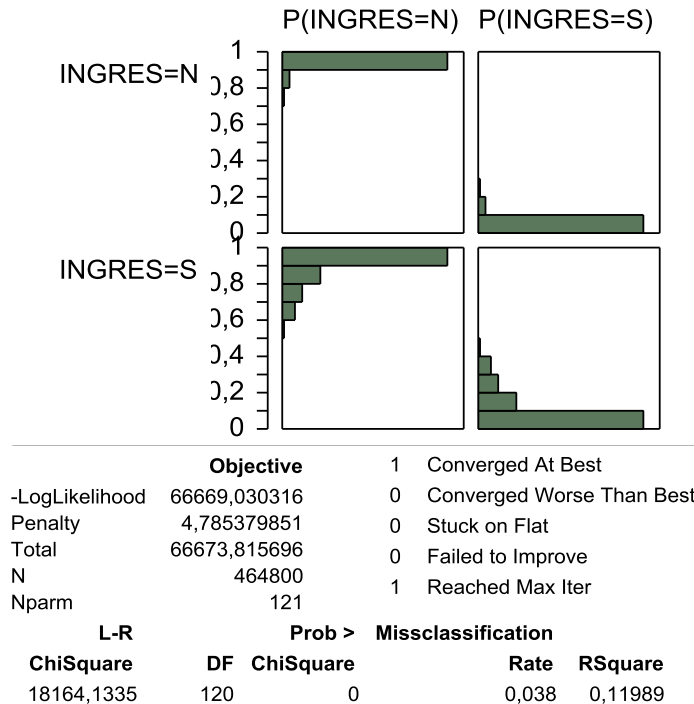 P(INGRES=N) P(INGRES=S)
INGRES=N
1
0,8
0,6
0,4
0,2
0
INGRES=S
1
0,8
0,6
0,4
0,2
0
Objective
-LogLikelihood 66669,030316
Penalty 4,785379851
Total 66673,815696
N 464800
Nparm 121
1 Converged At Best
0 Converged Worse Than Best
0 Stuck on Flat
0 Failed to Improve
1 Reached Max Iter
L-R Prob > Missclassification
ChiSquare DF ChiSquare Rate RSquare
18164,1335 120 0 0,038 0,11989